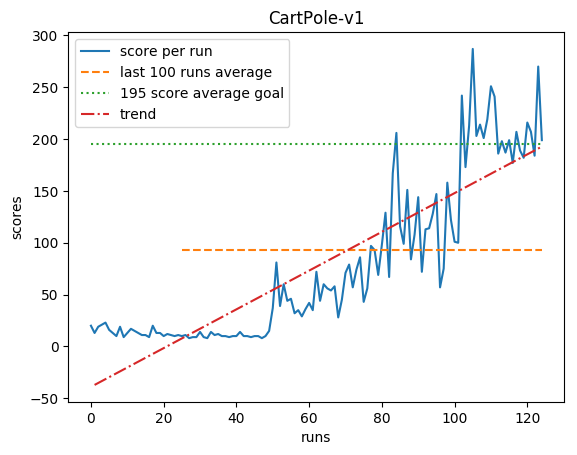 CartPole-v1
score per run
last 100 runs average
195 score average goal
trend
scores
300
250
200
150
100
50
0
−50
0 20 40 60 80 100 120
runs